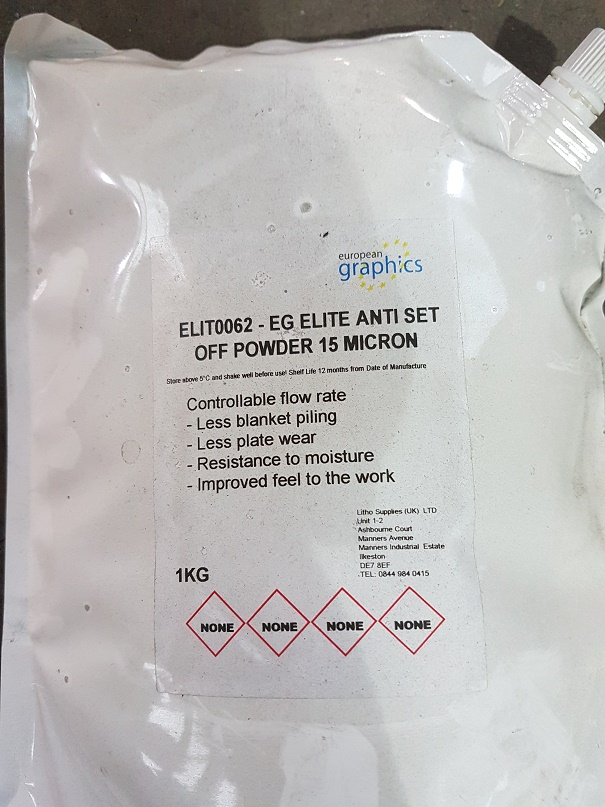 european
graphics
ELIT0062 - EG ELITE ANTI SET
OFF POWDER 15 MICRON
Store above 5°C and shake well before use! Shelf Life 12 months from Date of Manufacture
Controllable flow rate
- Less blanket piling
- Less plate wear
- Resistance to moisture
- Improved feel to the work
Litho Supplies (UK) LTD
Unit 1-2
Ashbourne Court
Manners Avenue
Manners Industrial Estate
Ilkeston
DE7 8EF
TEL: 0844 984 0415
1KG
NONE NONE NONE NONE